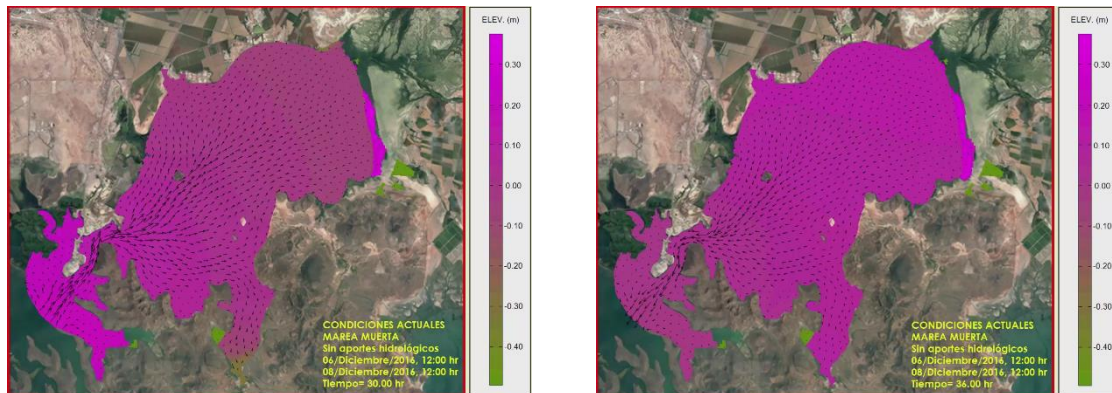 ELEV. (m)
0.30
0.20
0.10
0.00
-0.10
-0.20
-0.30
-0.40
CONDICIONES ACTUALES
MAREA MUERTA
Sin aportes hidrológicos
06/Diciembre/2016, 12:00 hr
08/Diciembre/2016, 12:00 hr
Tiempo= 30.00 hr
ELEV. (m)
0.30
0.20
0.10
0.00
-0.10
-0.20
-0.30
-0.40
CONDICIONES ACTUALES
MAREA MUERTA
Sin aportes hidrológicos
06/Diciembre/2016, 12:00 hr
08/Diciembre/2016, 12:00 hr
Tiempo= 36.00 hr